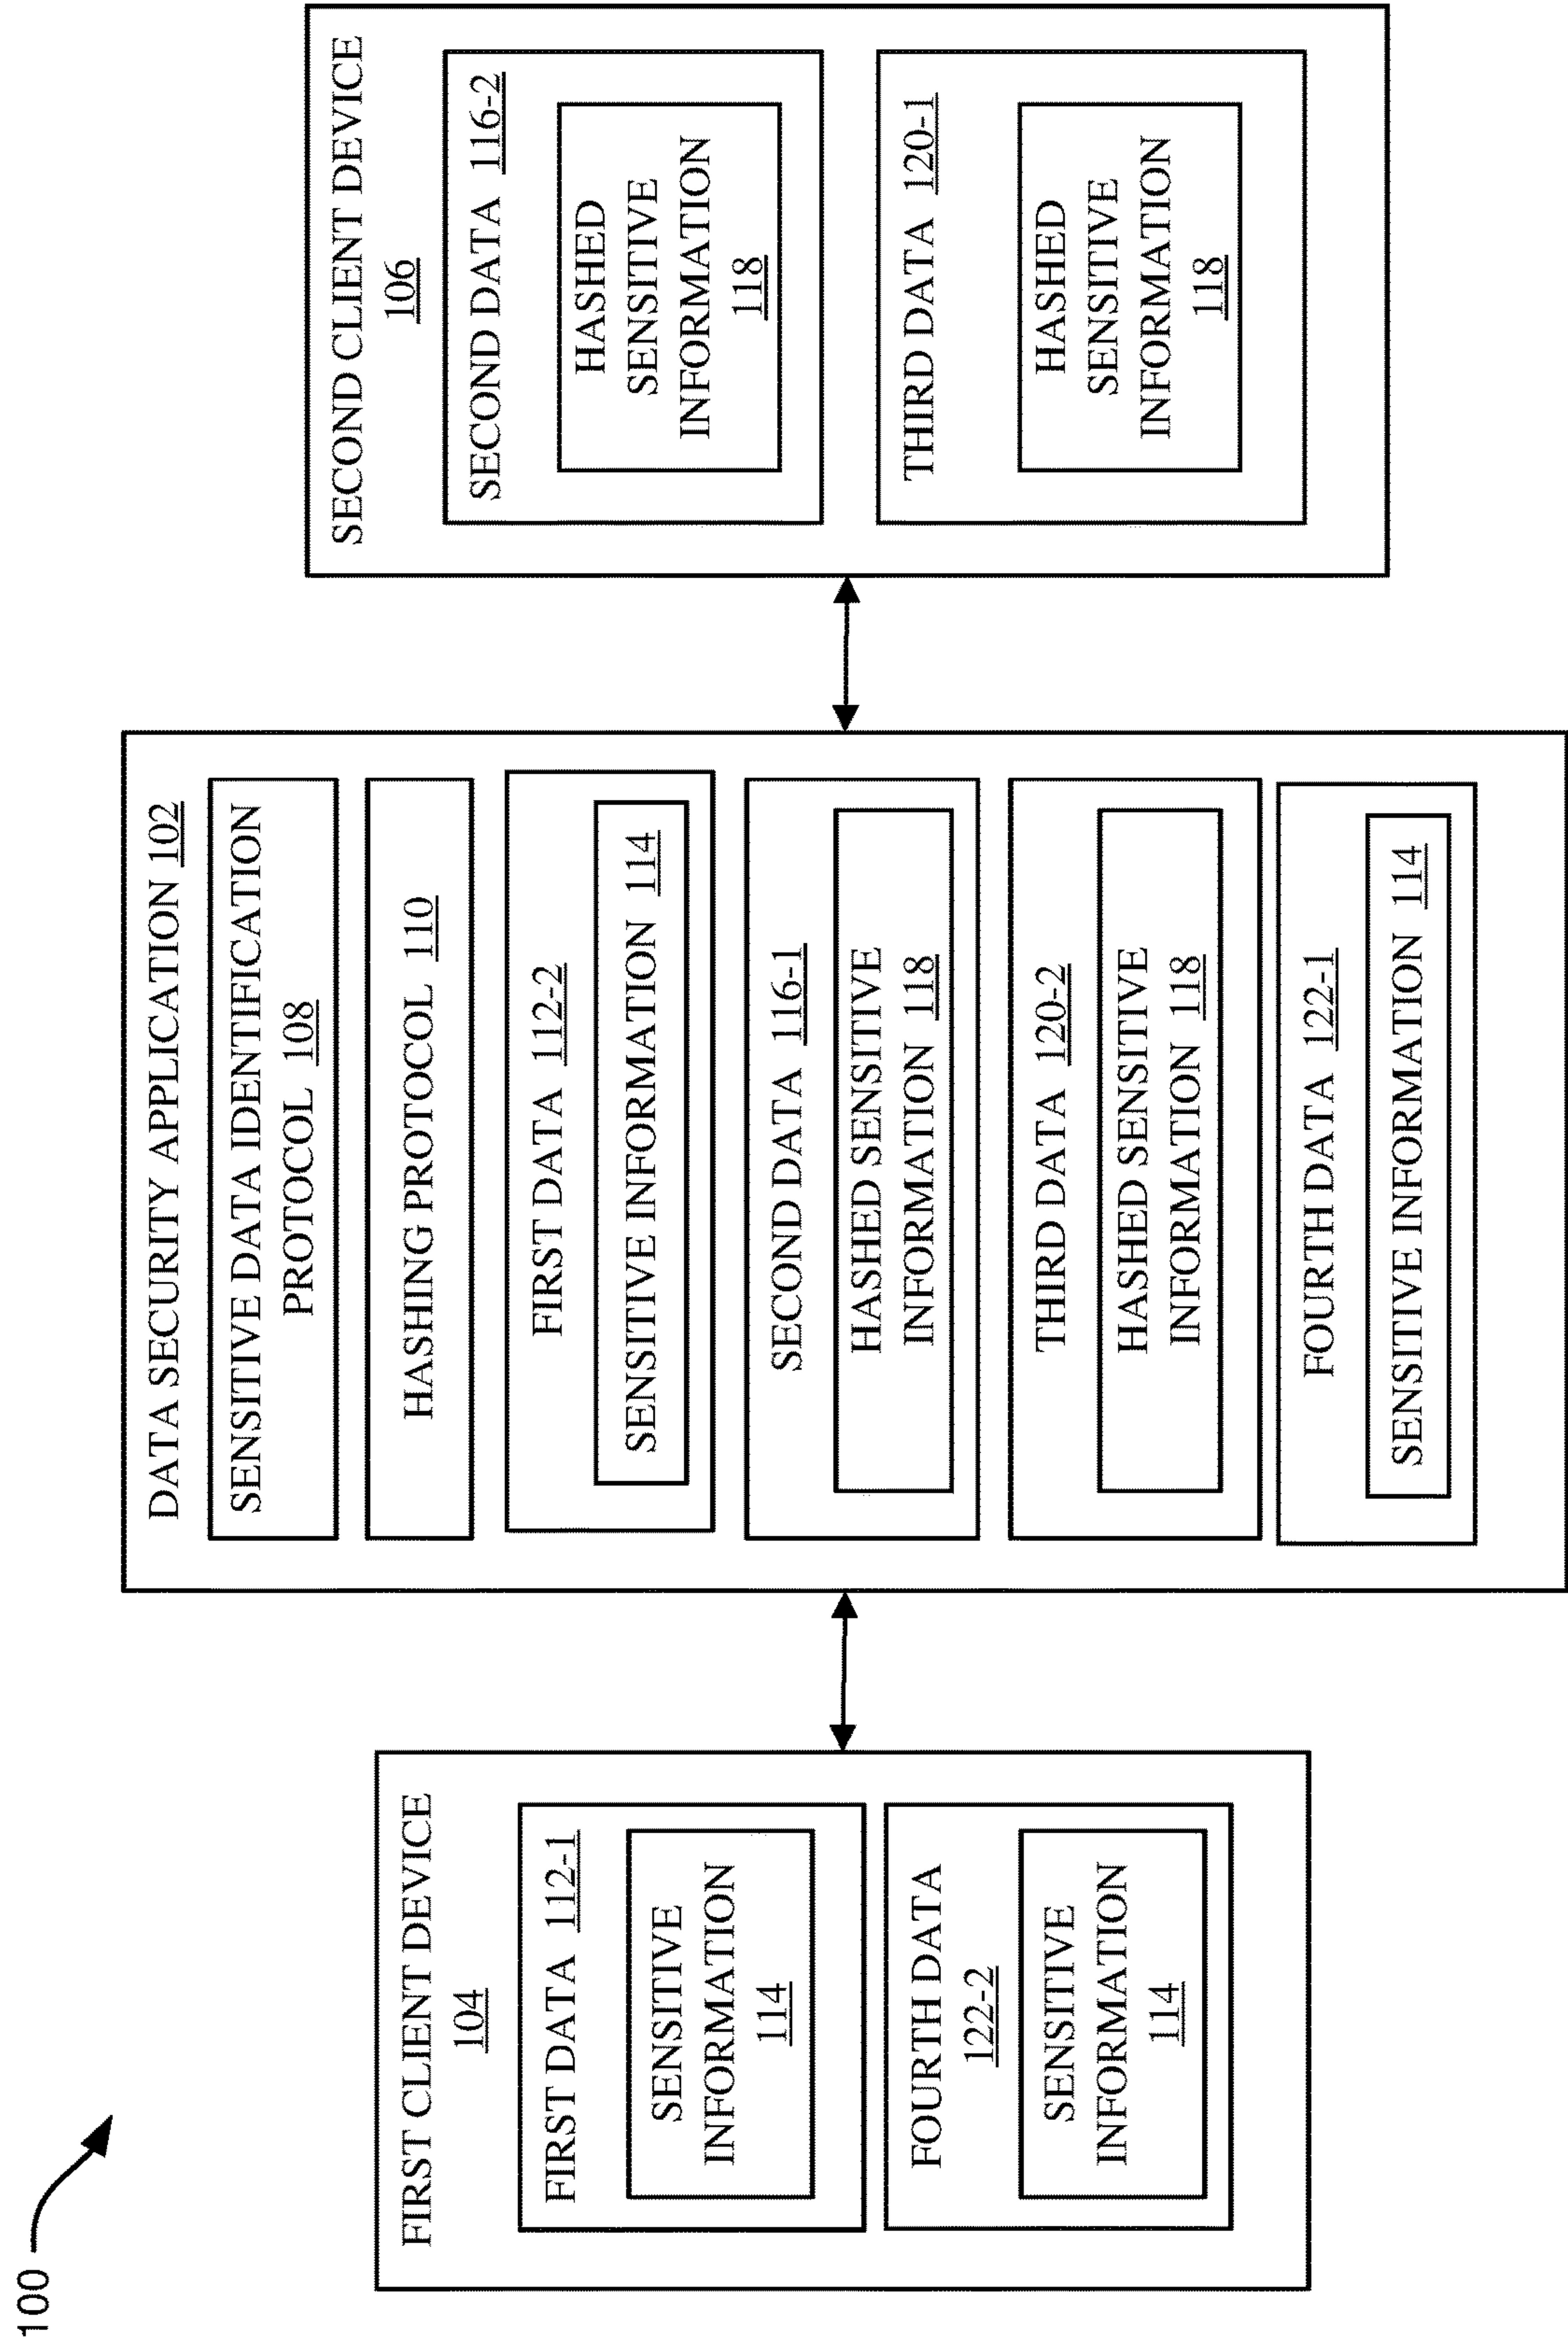 100
FIRST CLIENT DEVICE
104
FIRST DATA 112-1
SENSITIVE
INFORMATION
114
FOURTH DATA
122-2
SENSITIVE
INFORMATION
114
DATA SECURITY APPLICATION 102
SENSITIVE DATA IDENTIFICATION
PROTOCOL 108
HASHING PROTOCOL 110
FIRST DATA 112-2
SENSITIVE INFORMATION 114
SECOND DATA 116-1
HASHED SENSITIVE
INFORMATION 118
THIRD DATA 120-2
HASHED SENSITIVE
INFORMATION 118
FOURTH DATA 122-1
SENSITIVE INFORMATION 114
SECOND CLIENT DEVICE
106
SECOND DATA 116-2
HASHED
SENSITIVE
INFORMATION
118
THIRD DATA 120-1
HASHED
SENSITIVE
INFORMATION
118